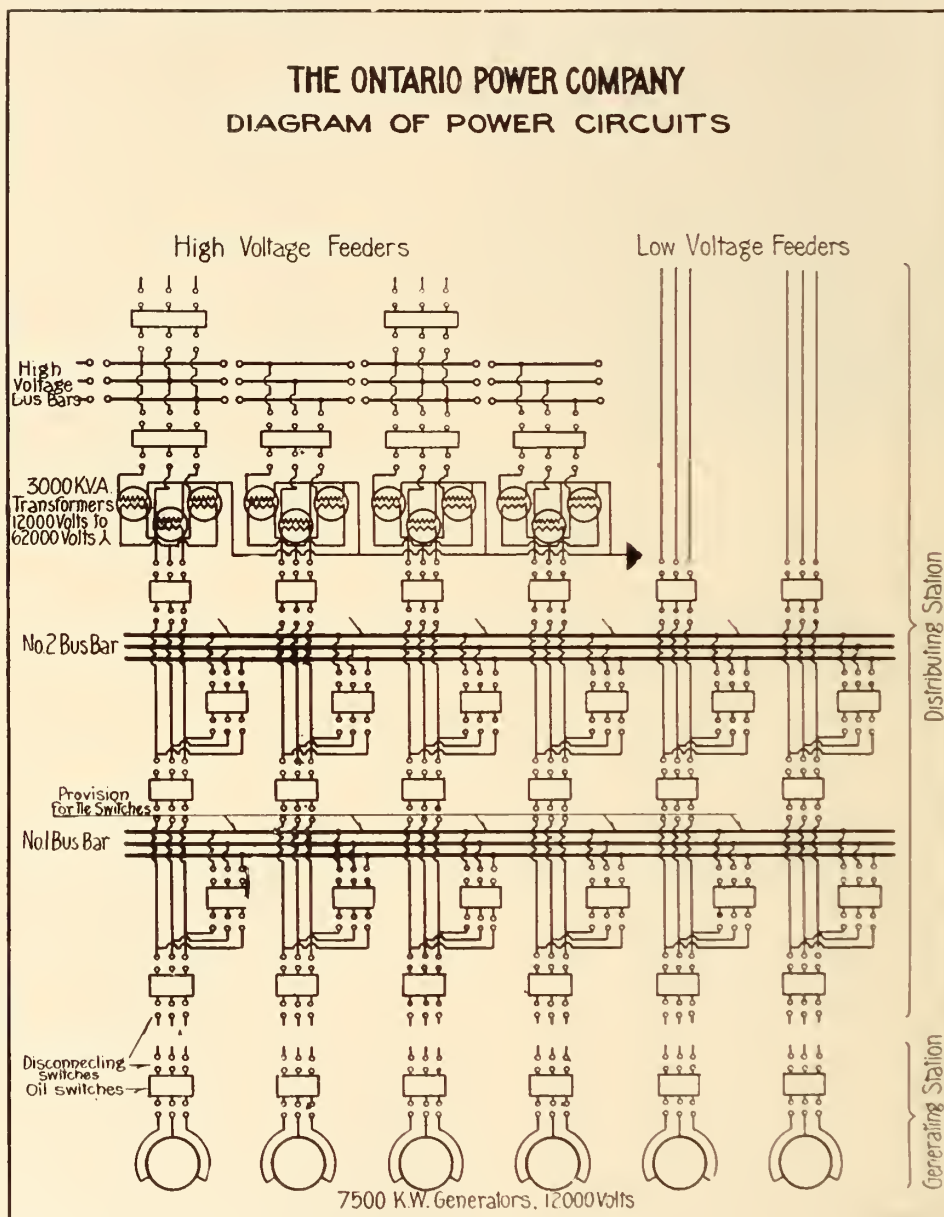 THE ONTARIO POWER COMPANY
DIAGRAM OF POWER CIRCUITS
High Voltage Feeders
Low Voltage Feeders
High
Voltage
Bus Bars
3000 K.V.A.
Transformers
12000 Volts to
62000 Volts ⅄
No.2 Bus Bar
Distributing Station
Provision
For Tie Switches
No.1 Bus Bar
Disconnecting
switches
Oil switches
Generating Station
7500 K.W. Generators, 12000 Volts